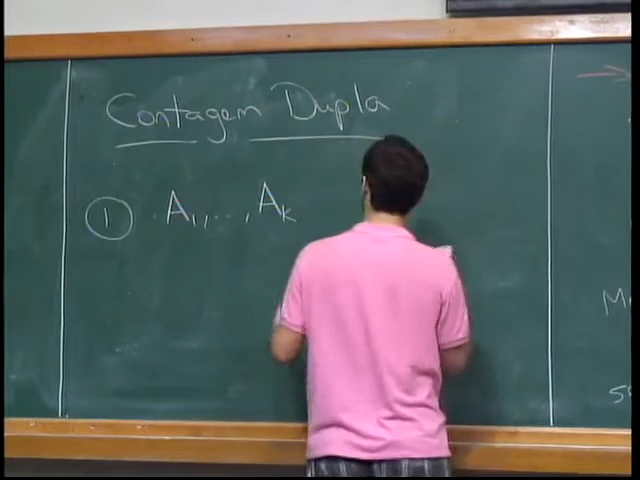 Contagem Dupla
① A₁, ..., Aₖ